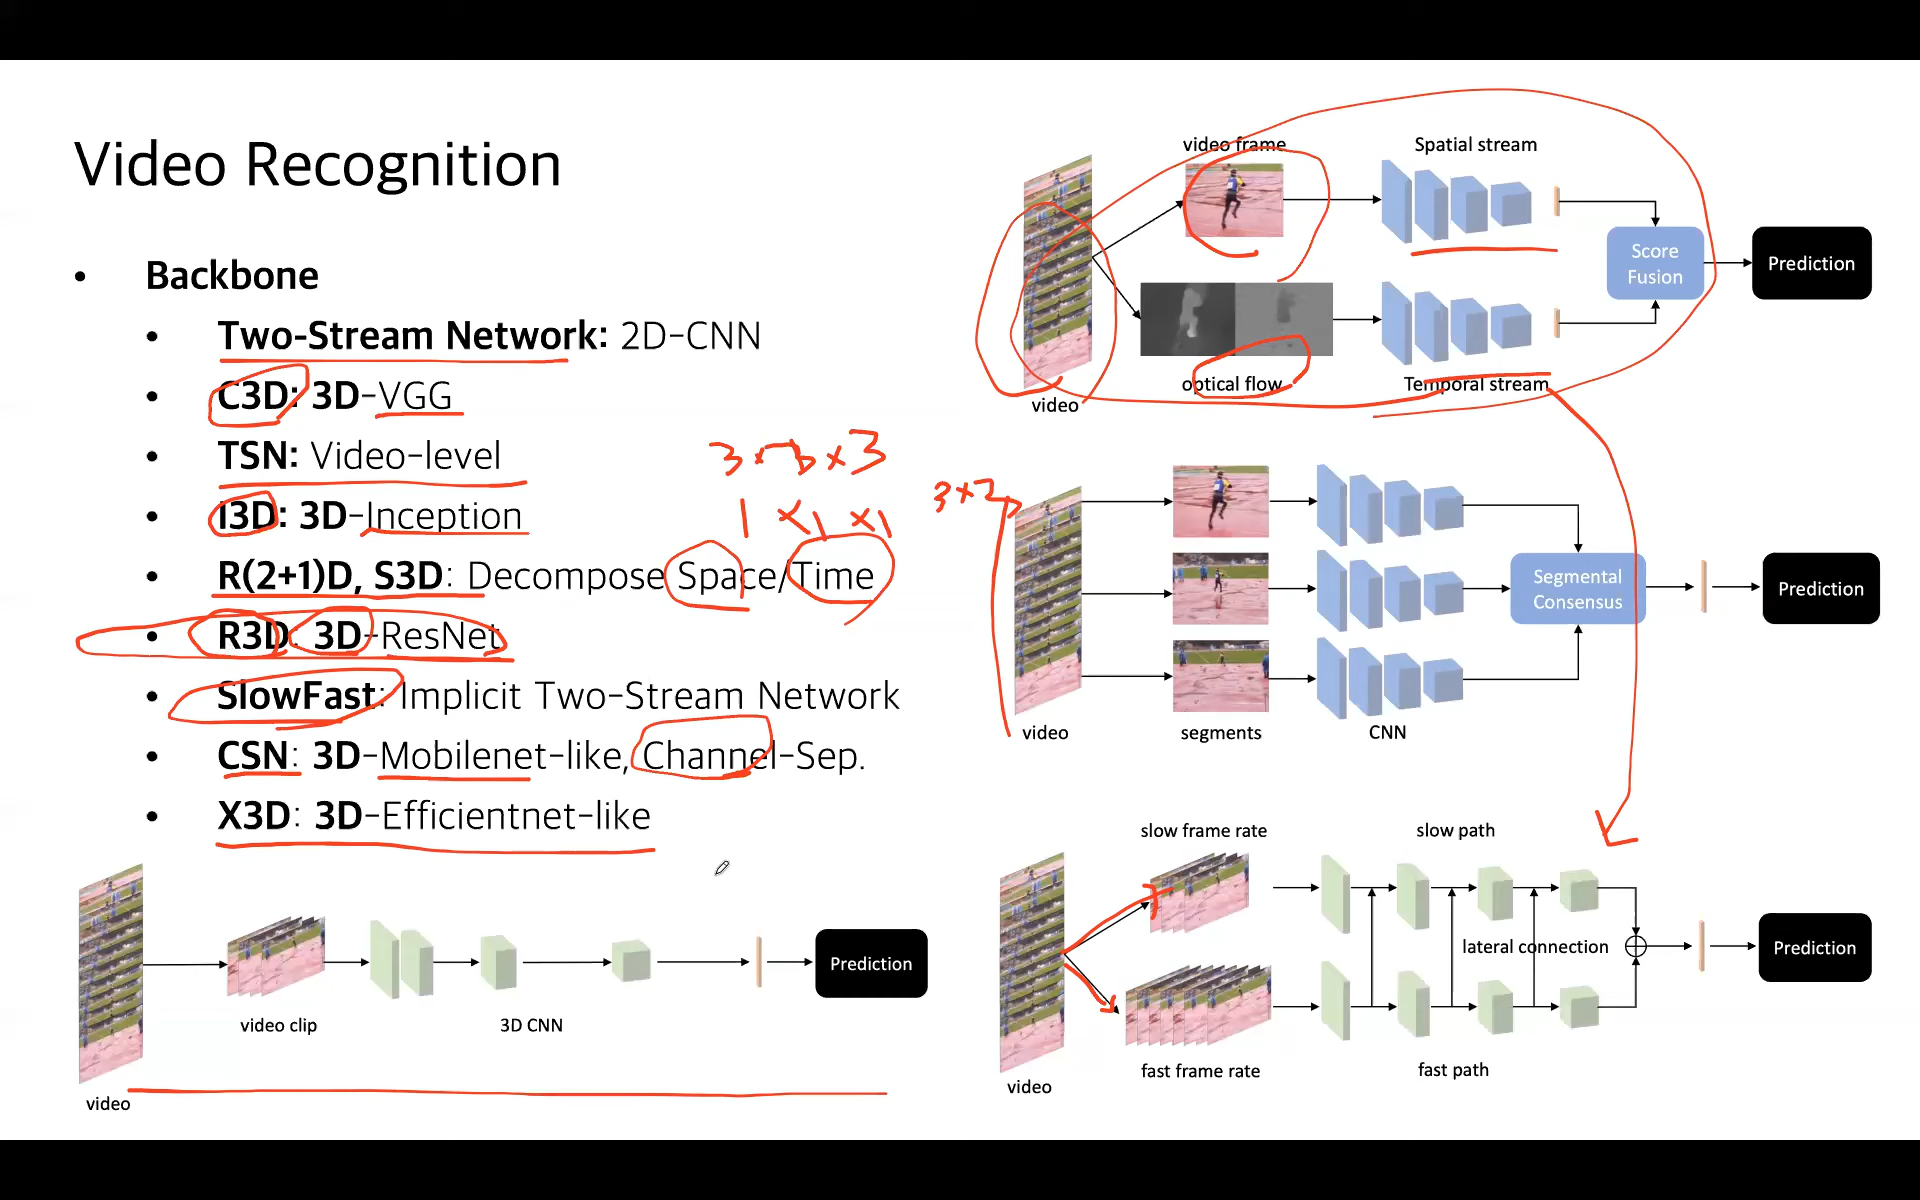 Video Recognition
• Backbone
• Two-Stream Network: 2D-CNN
• C3D: 3D-VGG
• TSN: Video-level
• I3D: 3D-Inception
• R(2+1)D, S3D: Decompose Space/Time
• R3D: 3D-ResNet
• SlowFast: Implicit Two-Stream Network
• CSN: 3D-Mobilenet-like, Channel-Sep.
• X3D: 3D-Efficientnet-like
3 × 3 × 3
1 × 1 × 1
video clip
3D CNN
Prediction
video
video frame
Spatial stream
Score
Fusion
Prediction
optical flow
Temporal stream
video
Segmental
Consensus
Prediction
video
segments
CNN
slow frame rate
slow path
lateral connection
Prediction
fast frame rate
fast path
video